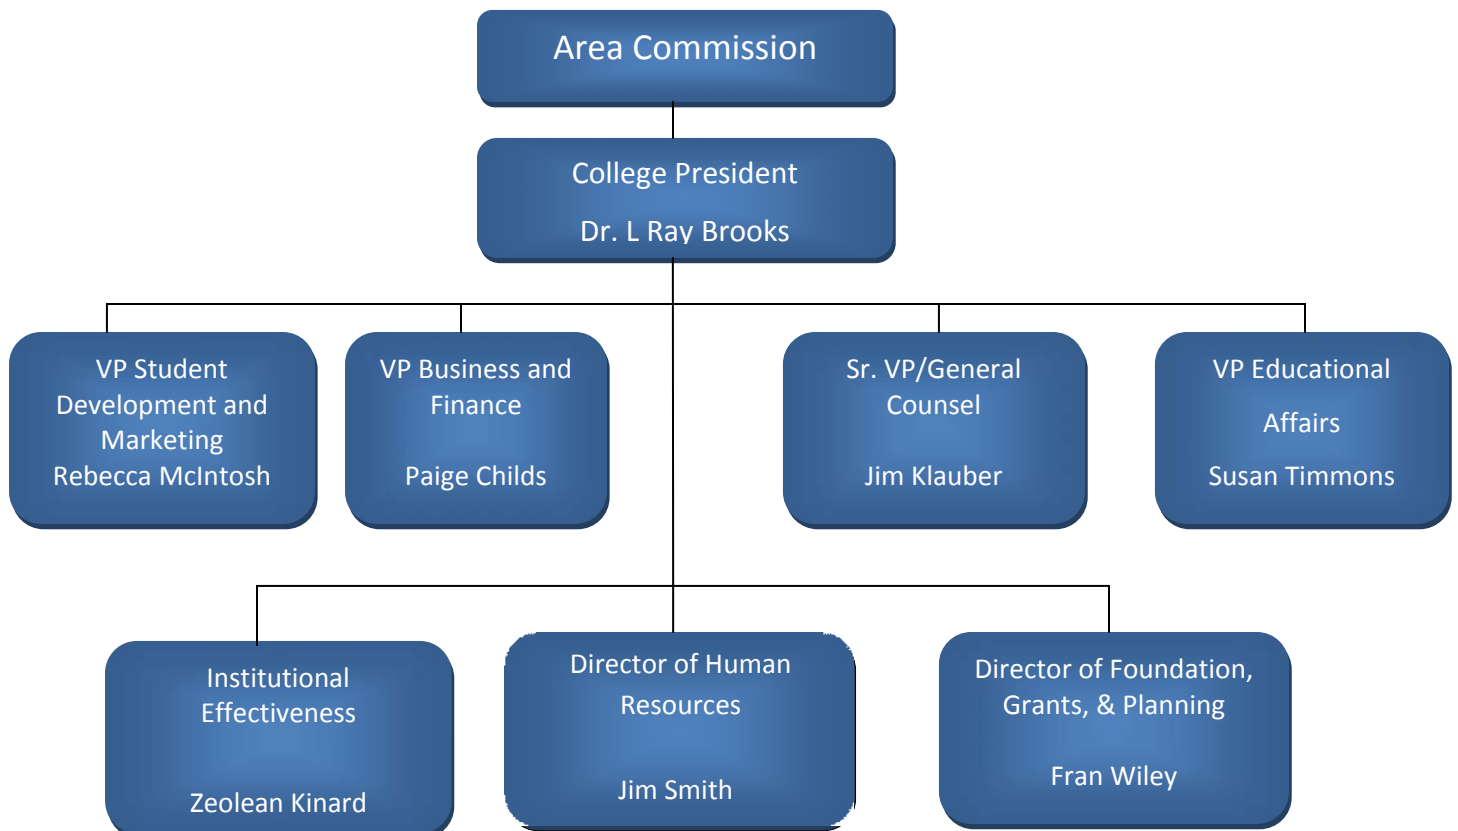 Area Commission
College President
Dr. L Ray Brooks
VP Student
Development and
Marketing
Rebecca McIntosh
VP Business and
Finance
Paige Childs
Sr. VP/General
Counsel
Jim Klauber
VP Educational
Affairs
Susan Timmons
Institutional
Effectiveness
Zeolean Kinard
Director of Human
Resources
Jim Smith
Director of Foundation,
Grants, & Planning
Fran Wiley